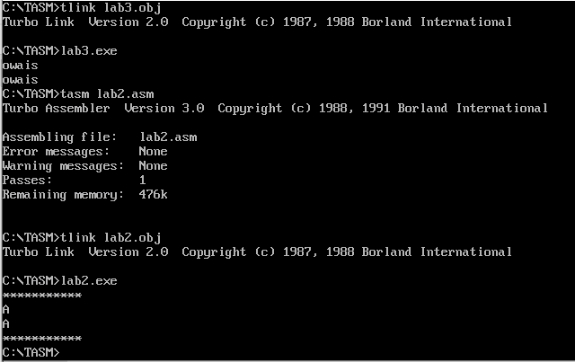 C:\TASM>tlink lab3.obj
Turbo Link  Version 2.0  Copyright (c) 1987, 1988 Borland International
C:\TASM>lab3.exe
owais
owais
C:\TASM>tasm lab2.asm
Turbo Assembler  Version 3.0  Copyright (c) 1988, 1991 Borland International
Assembling file:   lab2.asm
Error messages:    None
Warning messages:  None
Passes:            1
Remaining memory:  476k
C:\TASM>tlink lab2.obj
Turbo Link  Version 2.0  Copyright (c) 1987, 1988 Borland International
C:\TASM>lab2.exe
***********
A
A
***********
C:\TASM>